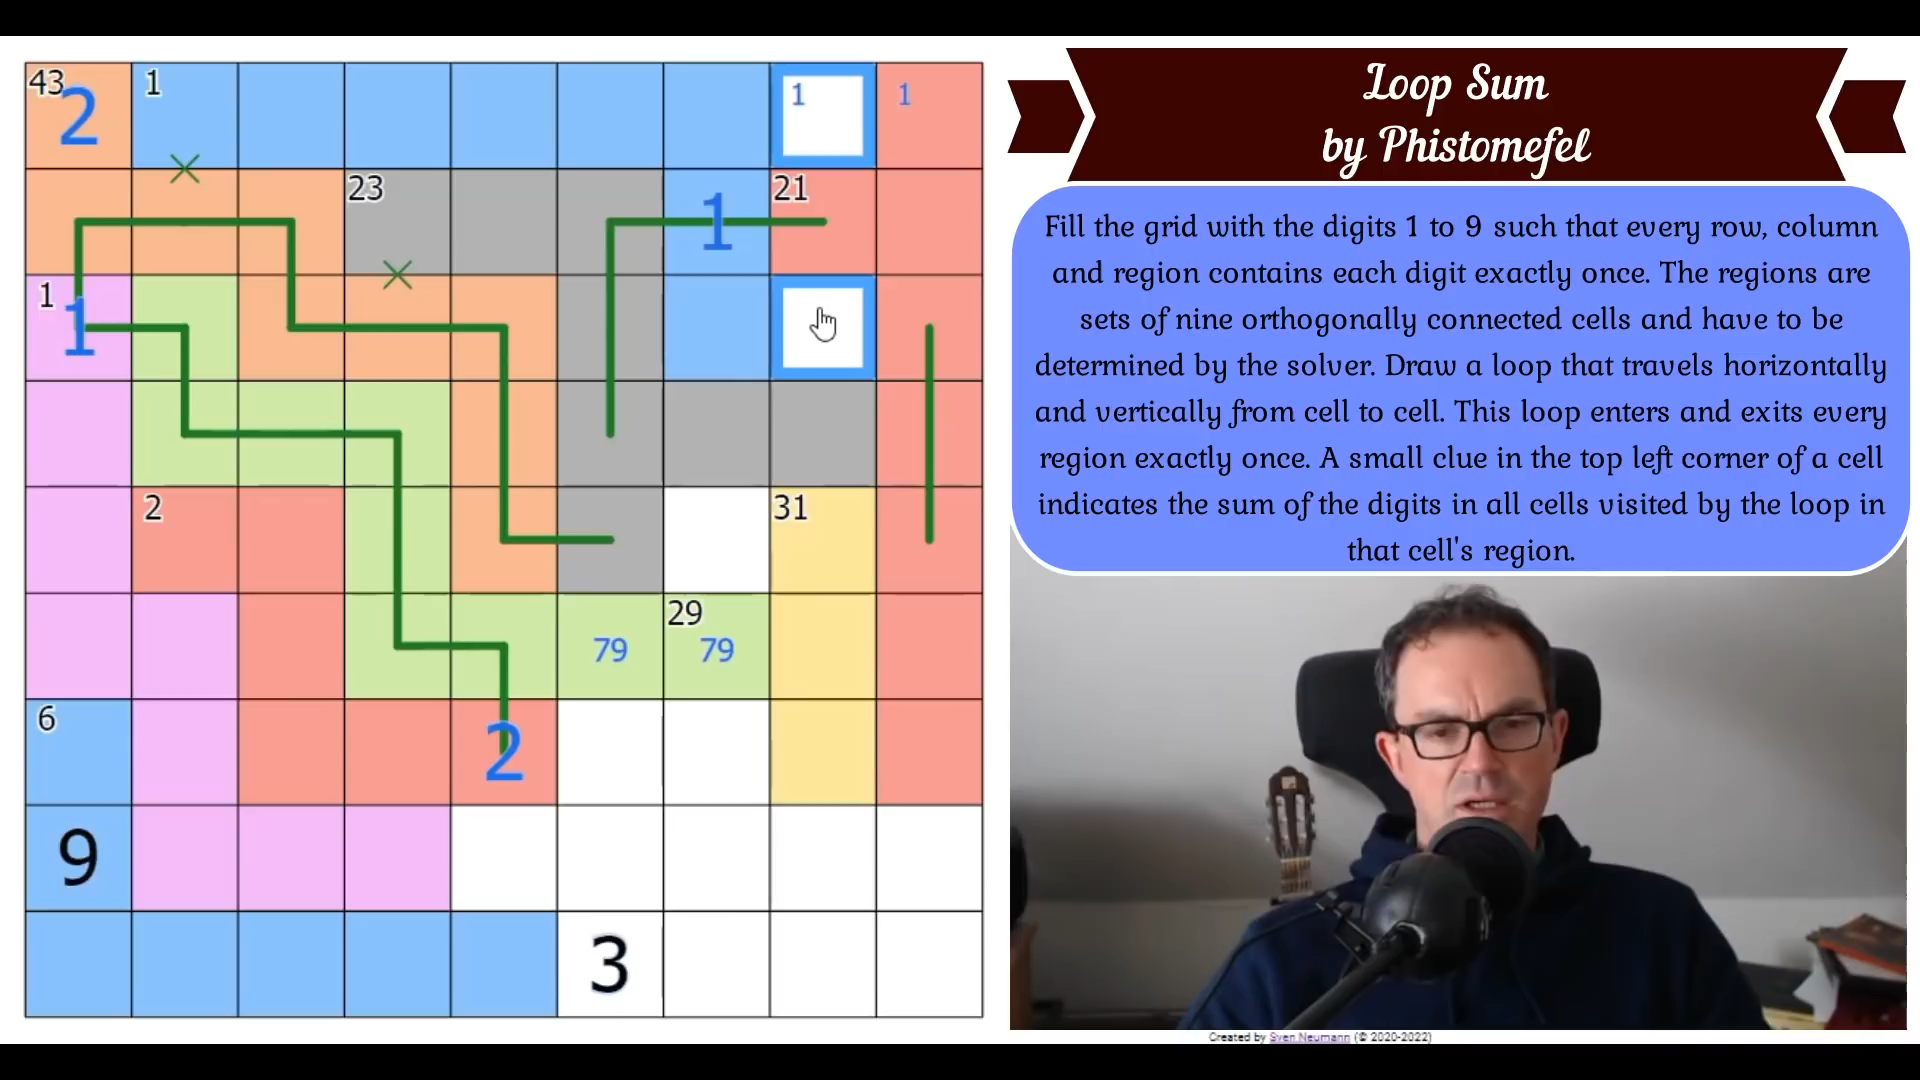 43 2 1 1 1
23 1 21
1 1
2 31
29
79 79
6
2
9
3
Loop Sum
by Phistomefel
Fill the grid with the digits 1 to 9 such that every row, column
and region contains each digit exactly once. The regions are
sets of nine orthogonally connected cells and have to be
determined by the solver. Draw a loop that travels horizontally
and vertically from cell to cell. This loop enters and exits every
region exactly once. A small clue in the top left corner of a cell
indicates the sum of the digits in all cells visited by the loop in
that cell's region.
Created by Sven Neumann (© 2020-2022)